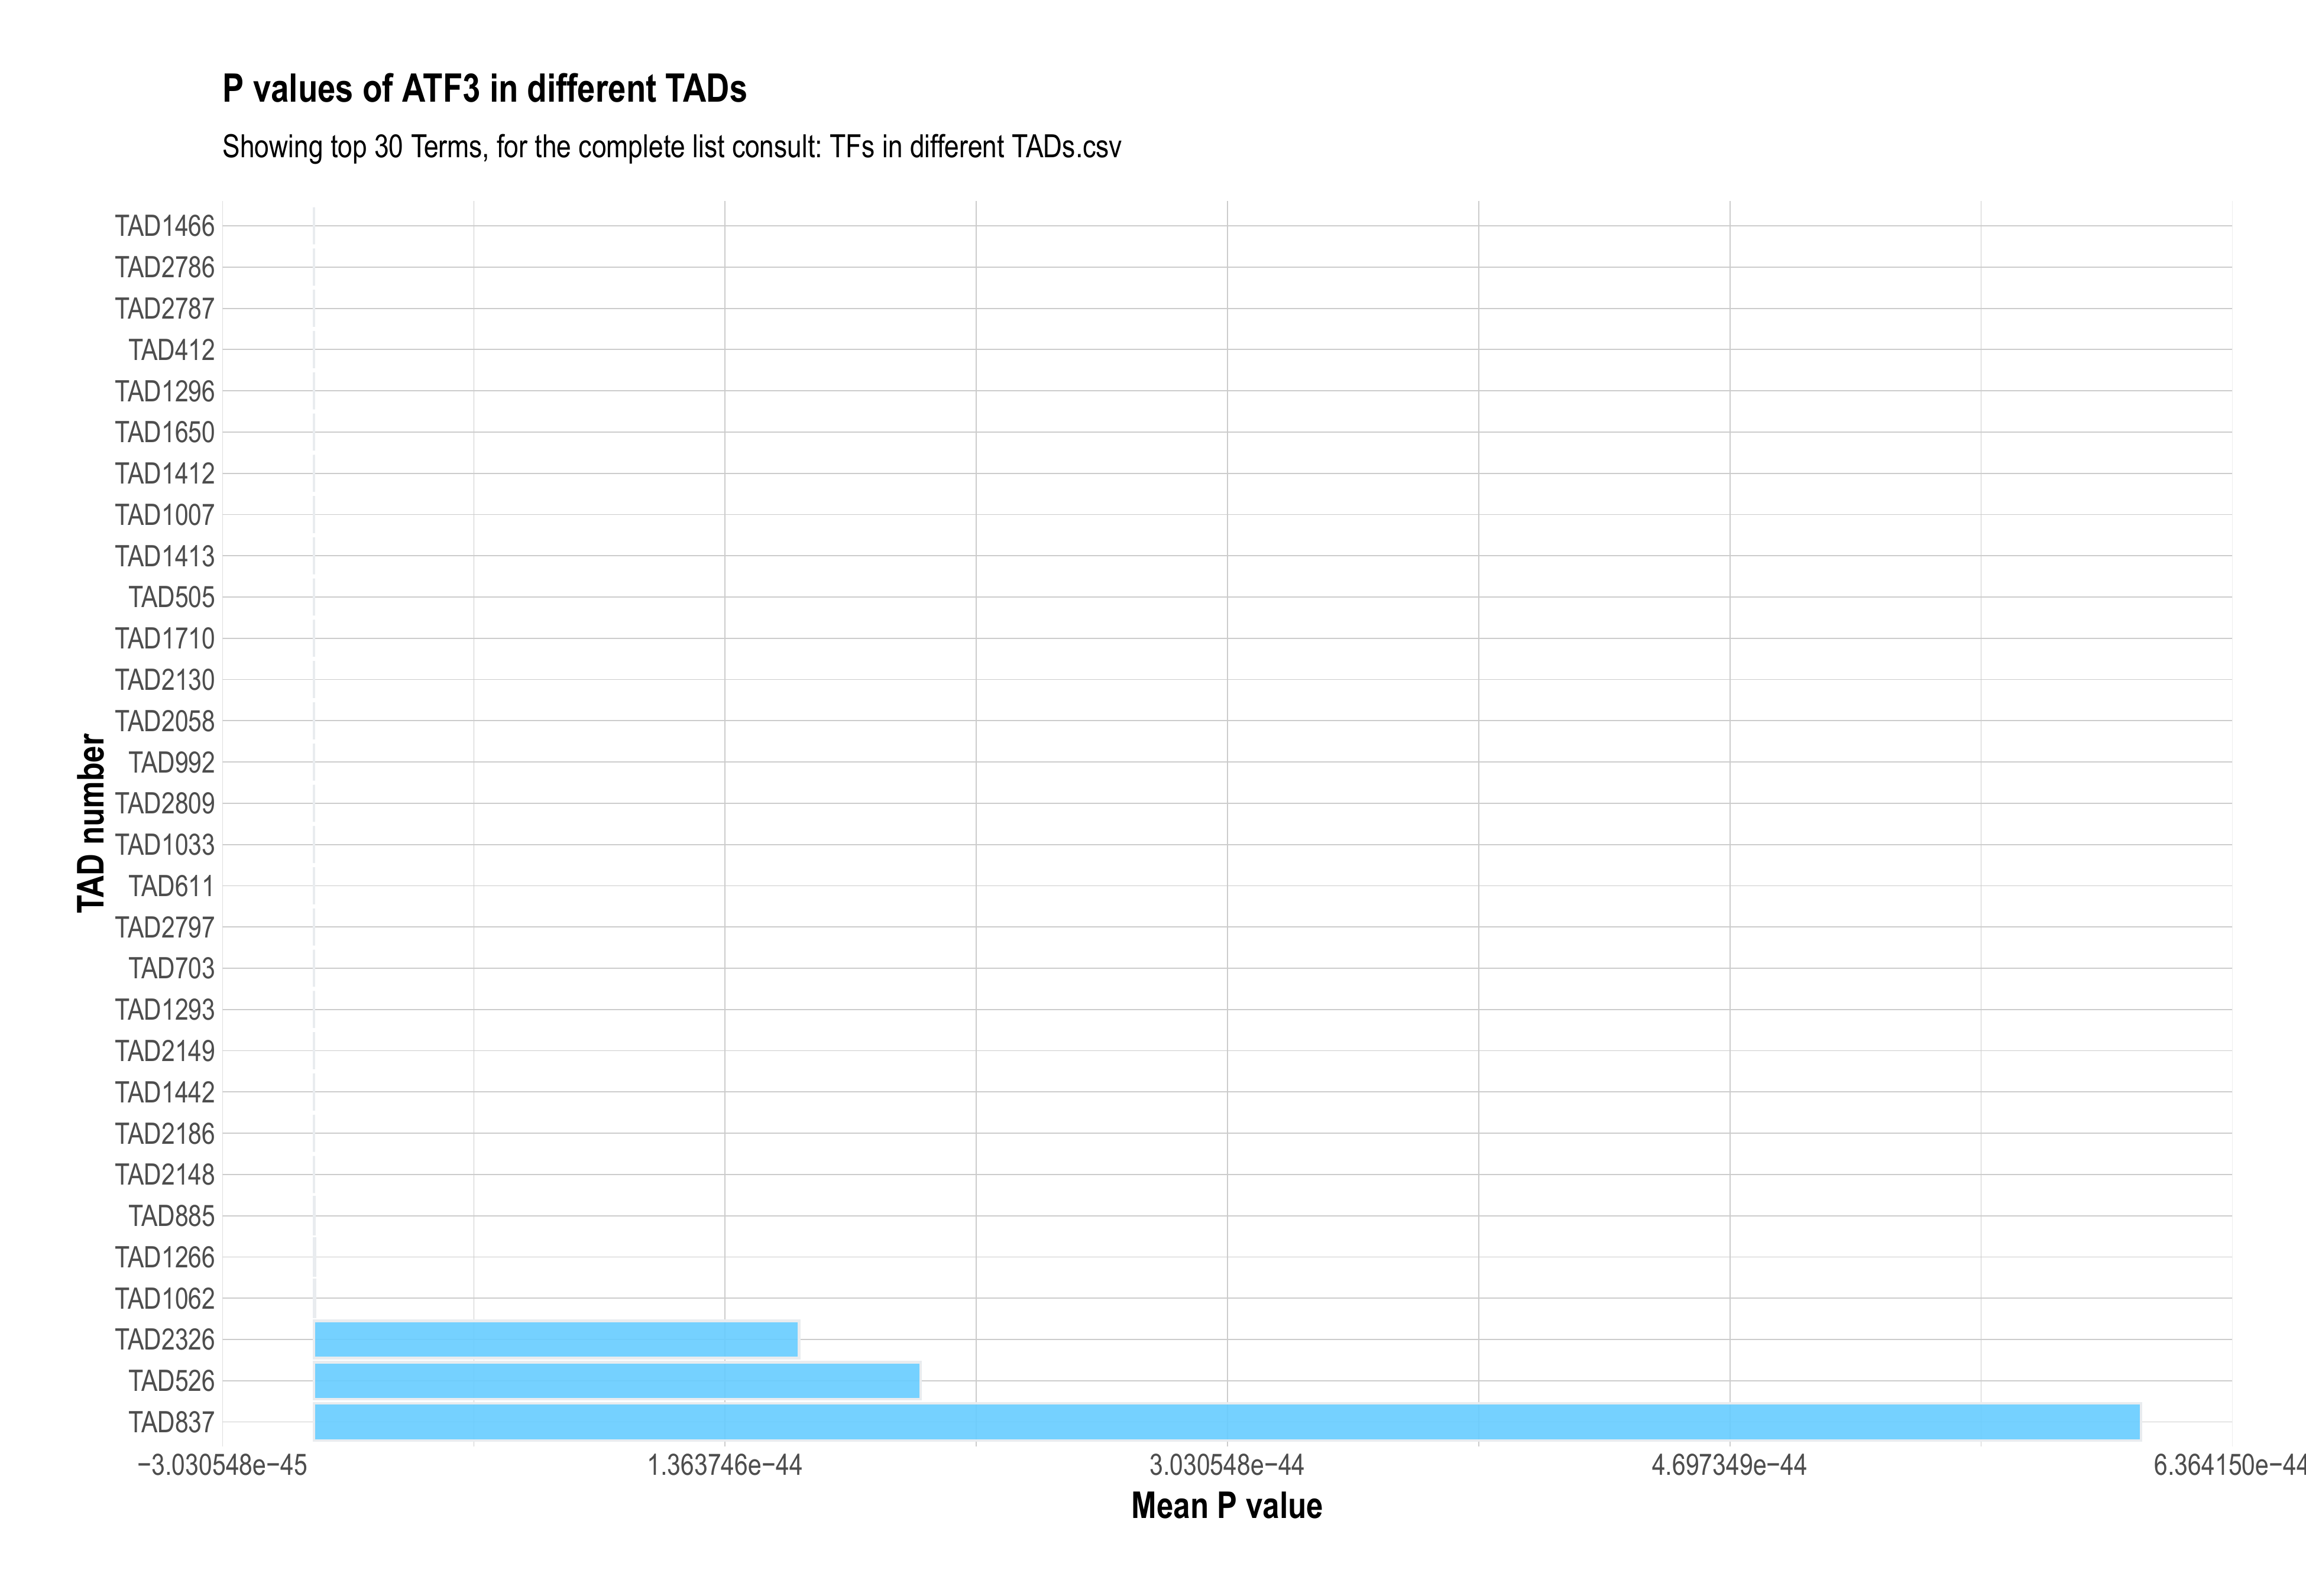 P values of ATF3 in different TADs
Showing top 30 Terms, for the complete list consult: TFs in different TADs.csv
TAD number
TAD1466
TAD2786
TAD2787
TAD412
TAD1296
TAD1650
TAD1412
TAD1007
TAD1413
TAD505
TAD1710
TAD2130
TAD2058
TAD992
TAD2809
TAD1033
TAD611
TAD2797
TAD703
TAD1293
TAD2149
TAD1442
TAD2186
TAD2148
TAD885
TAD1266
TAD1062
TAD2326
TAD526
TAD837
−3.030548e−45 1.363746e−44 3.030548e−44 4.697349e−44 6.364150e−44
Mean P value